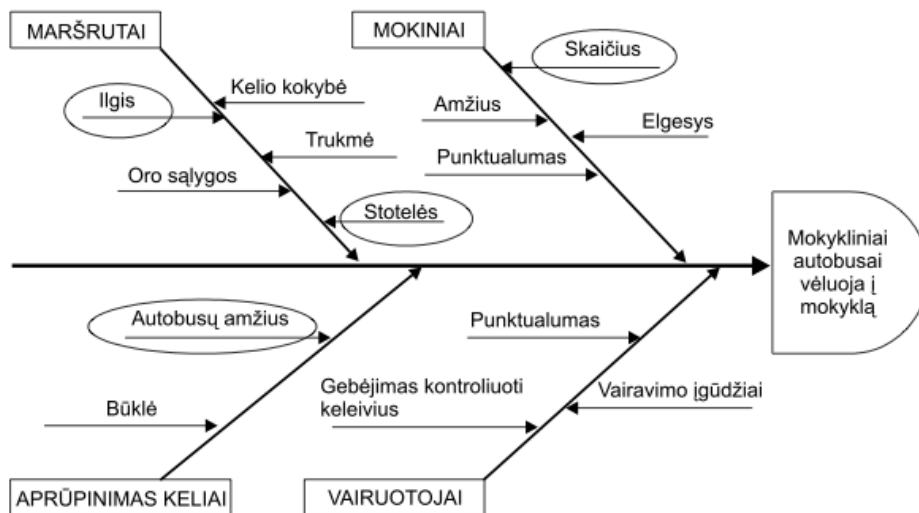 MARŠRUTAI
MOKINIAI
Skaičius
Kelio kokybė
Ilgis
Amžius
Elgesys
Trukmė
Punktualumas
Oro sąlygos
Stotelės
Mokykliniai
autobusai
vėluoja į
mokyklą
Autobusų amžius
Punktualumas
Gebėjimas kontroliuoti
keleivius
Vairavimo įgūdžiai
Būklė
APRŪPINIMAS KELIAI
VAIRUOTOJAI